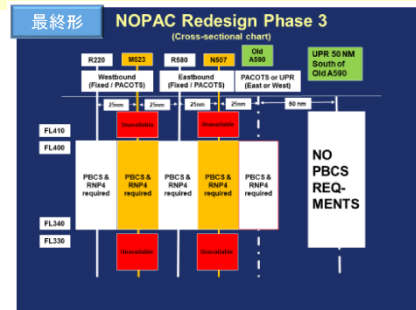 最終形
NOPAC Redesign Phase 3
(Cross-sectional chart)
R220
M523
R580
N507
Old
A590
UPR 50 NM
South of
Old A590
Westbound
(Fixed / PACOTS)
Eastbound
(Fixed / PACOTS)
PACOTS or UPR
(East or West)
25nm
25nm
25nm
25nm
50 nm
FL410
Unavailable
Unavailable
FL400
PBCS &
RNP4
required
PBCS &
RNP4
required
PBCS &
RNP4
required
PBCS &
RNP4
required
PBCS &
RNP4
required
NO
PBCS
REQ-
MENTS
FL340
FL330
Unavailable
Unavailable